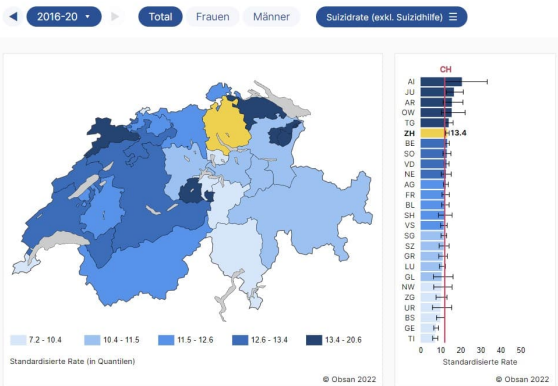 2016-20
Total
Frauen
Männer
Suizidrate (exkl. Suizidhilfe)
CH
AI
JU
AR
OW
TG
ZH 13.4
BE
SO
VD
NE
AG
FR
BL
SH
VS
SG
SZ
GR
LU
GL
NW
ZG
UR
BS
GE
TI
0 10 20 30 40 50
Standardisierte Rate
7.2 - 10.4
10.4 - 11.5
11.5 - 12.6
12.6 - 13.4
13.4 - 20.6
Standardisierte Rate (in Quantilen)
© Obsan 2022
© Obsan 2022